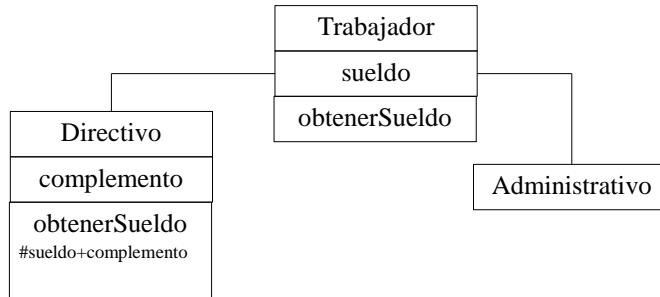 Trabajador
sueldo
obtenerSueldo
Directivo
complemento
obtenerSueldo
#sueldo+complemento
Administrativo